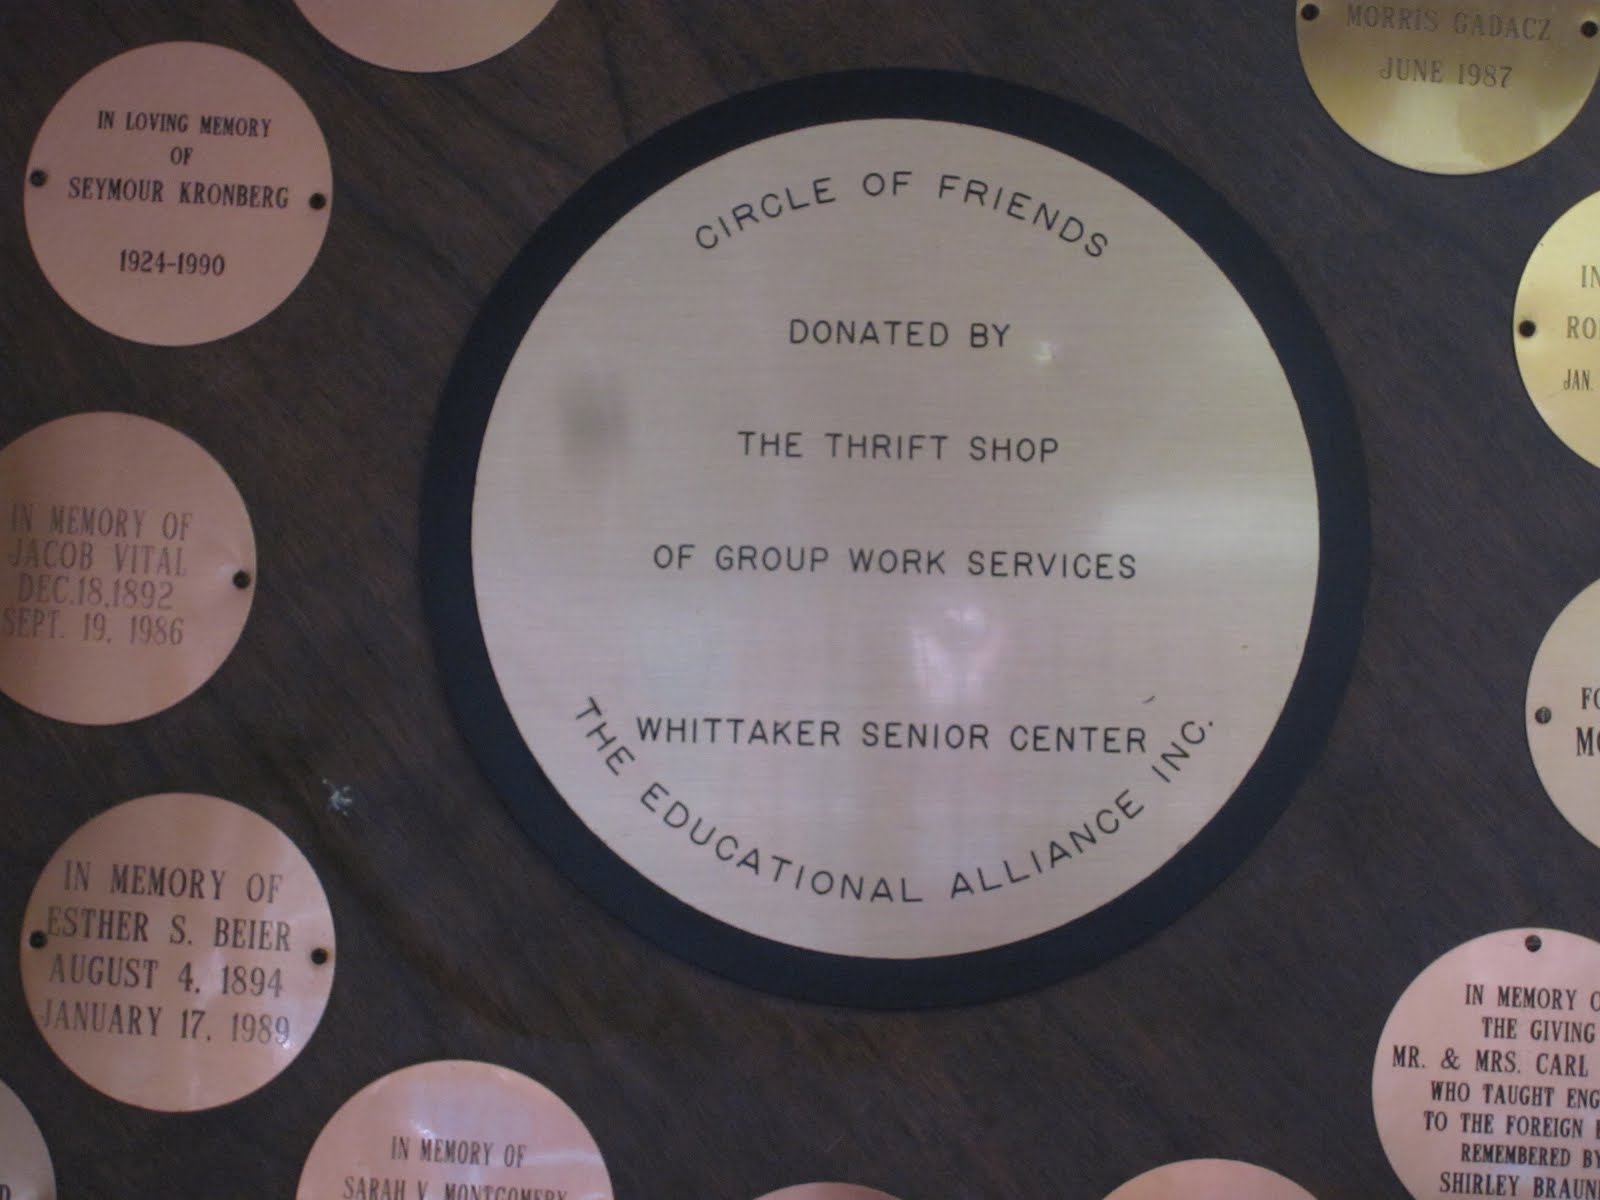 IN LOVING MEMORY
OF
SEYMOUR KRONBERG
1924-1990
MORRIS GADACZ
JUNE 1987
CIRCLE OF FRIENDS
DONATED BY
THE THRIFT SHOP
OF GROUP WORK SERVICES
WHITTAKER SENIOR CENTER
THE EDUCATIONAL ALLIANCE INC.
IN MEMORY OF
JACOB VITAL
DEC.18,1892
SEPT. 19, 1986
JAN.
IN MEMORY OF
ESTHER S. BEIER
AUGUST 4, 1894
JANUARY 17, 1989
IN MEMORY OF
SARAH V. MONTGOMERY
IN MEMORY
THE GIVING
MR. & MRS. CARL
WHO TAUGHT
TO THE FOREIGN
REMEMBERED BY
SHIRLEY